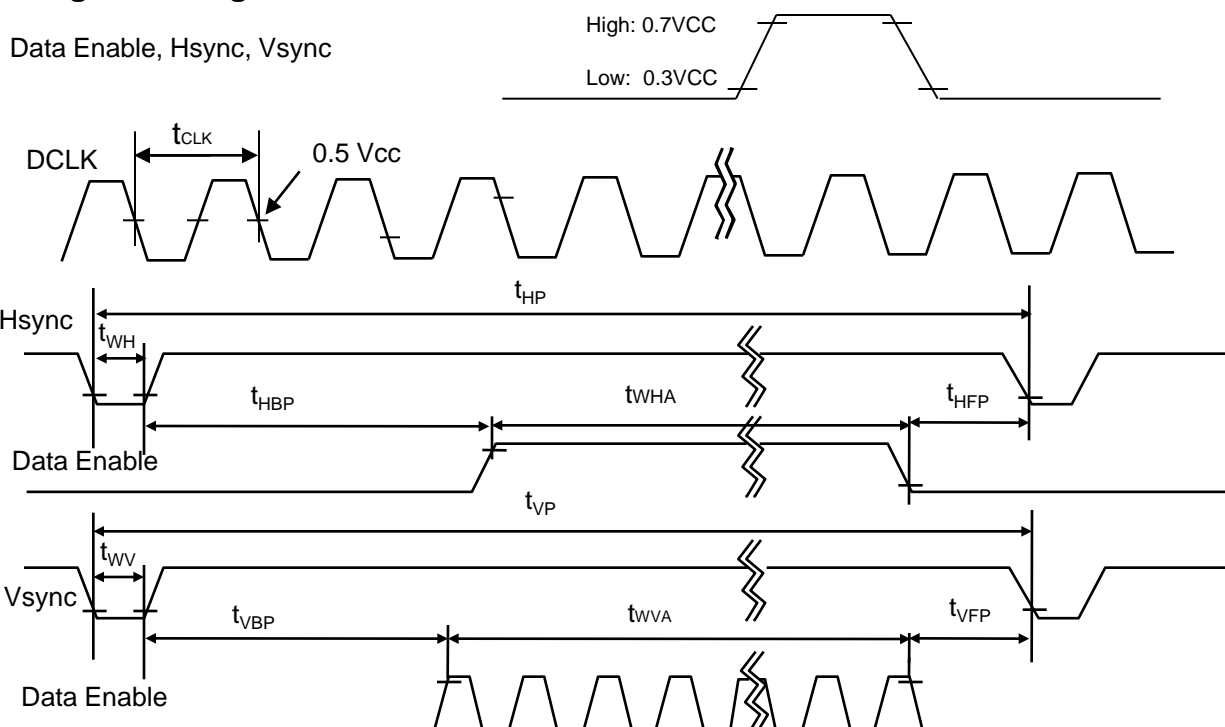 High: 0.7VCC
Data Enable, Hsync, Vsync
Low: 0.3VCC
tCLK
DCLK
0.5 Vcc
tHP
Hsync
tWH
tHBP
tWHA
tHFP
Data Enable
tVP
tWV
Vsync
tVBP
tWVA
tVFP
Data Enable